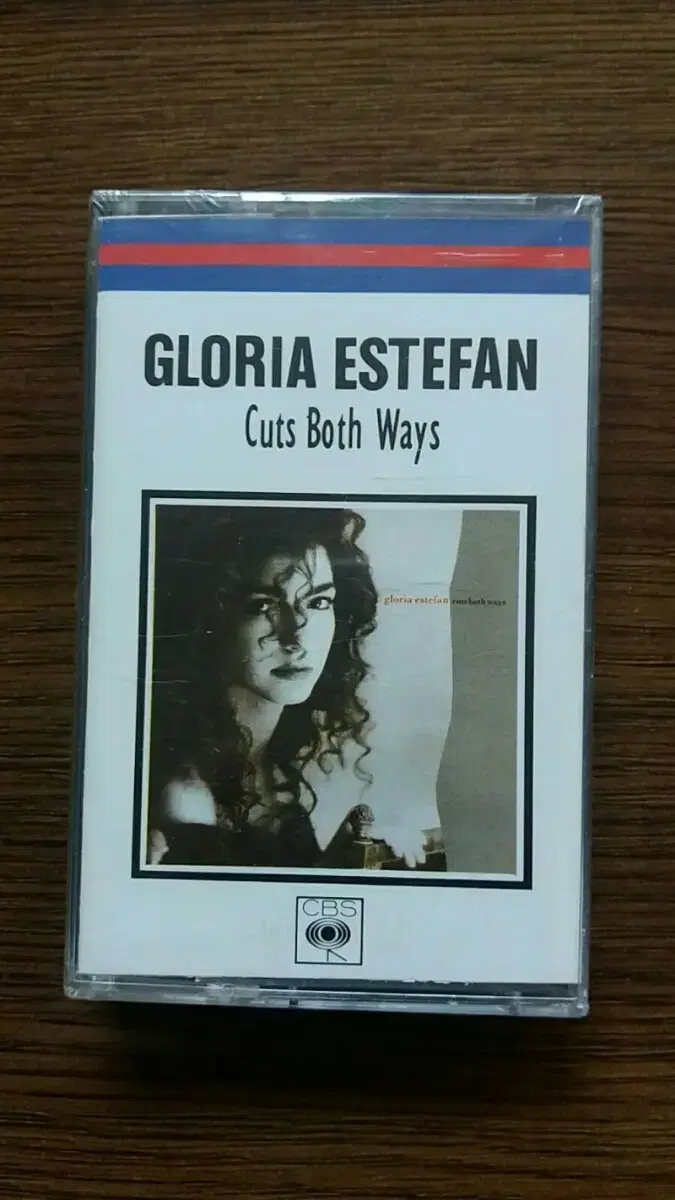 GLORIA ESTEFAN
Cuts Both Ways
gloria estefan cuts both ways
CBS